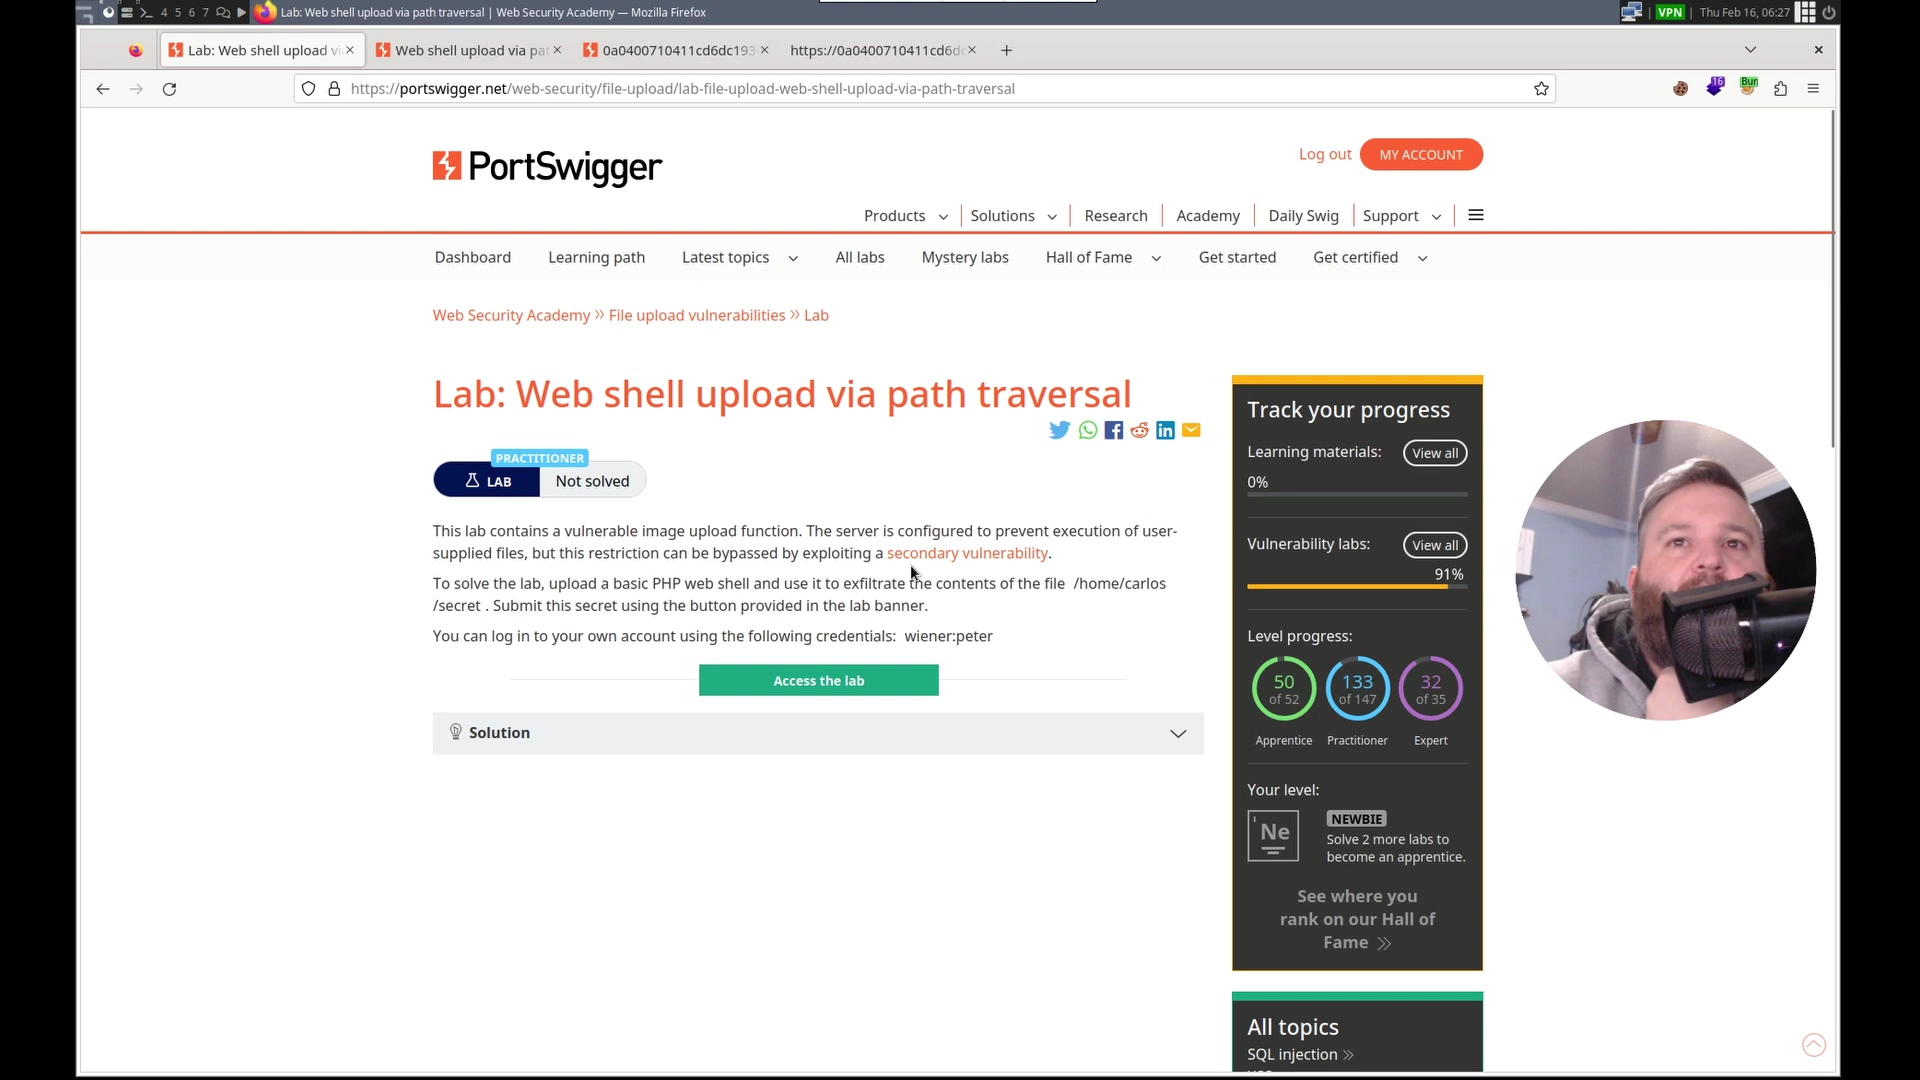 4 5 6 7 Lab: Web shell upload via path traversal | Web Security Academy — Mozilla Firefox VPN Thu Feb 16, 06:27
Lab: Web shell upload vi Web shell upload via pat 0a0400710411cd6dc193 https://0a0400710411cd6dc
https://portswigger.net/web-security/file-upload/lab-file-upload-web-shell-upload-via-path-traversal 16 Bur
PortSwigger
Log out MY ACCOUNT
Products Solutions Research Academy Daily Swig Support
Dashboard Learning path Latest topics All labs Mystery labs Hall of Fame Get started Get certified
Web Security Academy » File upload vulnerabilities » Lab
Lab: Web shell upload via path traversal
PRACTITIONER
LAB Not solved
This lab contains a vulnerable image upload function. The server is configured to prevent execution of user-
supplied files, but this restriction can be bypassed by exploiting a secondary vulnerability.
To solve the lab, upload a basic PHP web shell and use it to exfiltrate the contents of the file /home/carlos
/secret . Submit this secret using the button provided in the lab banner.
You can log in to your own account using the following credentials: wiener:peter
Access the lab
Solution
Track your progress
Learning materials: View all
0%
Vulnerability labs: View all
91%
Level progress:
50 133 32
of 52 of 147 of 35
Apprentice Practitioner Expert
Your level:
Ne NEWBIE
Solve 2 more labs to
become an apprentice.
See where you
rank on our Hall of
Fame »
All topics
SQL injection »